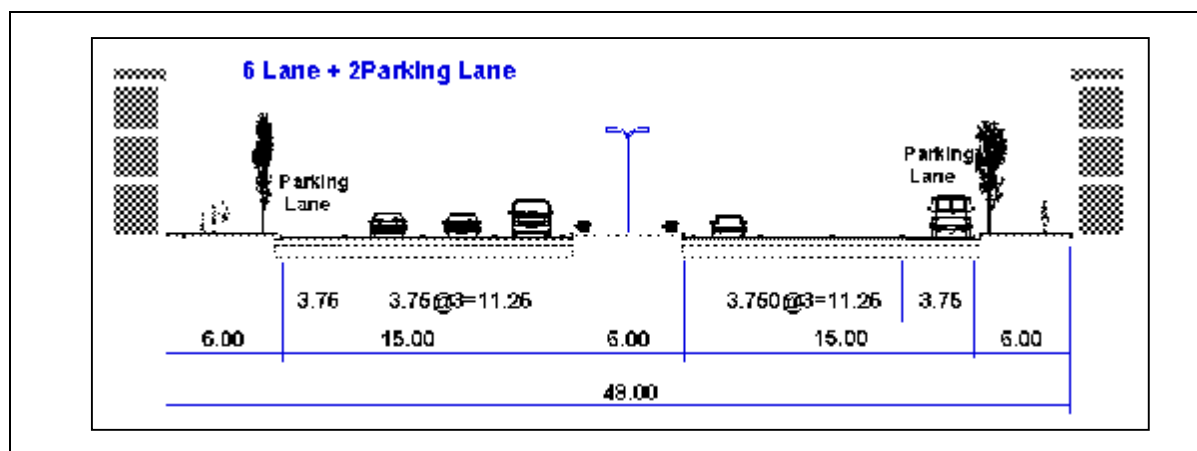 6 Lane + 2Parking Lane
Parking
Lane
Parking
Lane
3.75 3.75@3=11.25 3.750@3=11.25 3.75
6.00 15.00 6.00 15.00 6.00
48.00